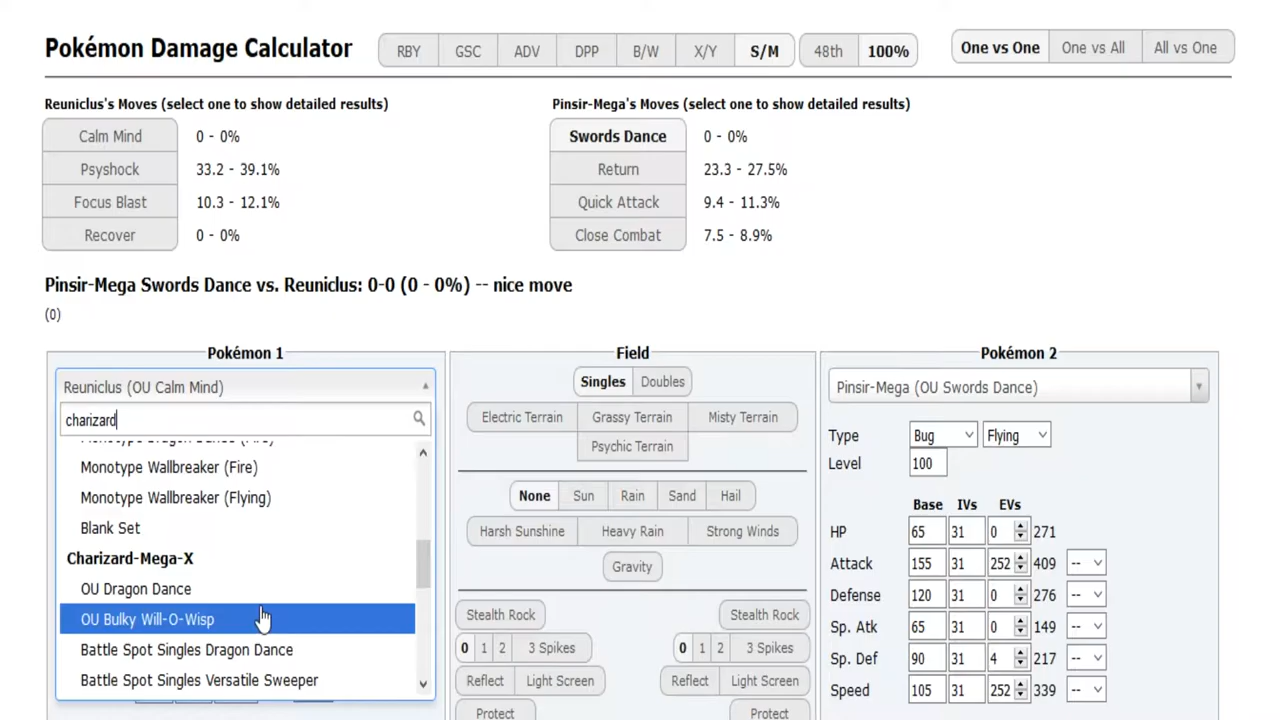 Pokémon Damage Calculator
RBY GSC ADV DPP B/W X/Y S/M 48th 100% One vs One One vs All All vs One
Reuniclus's Moves (select one to show detailed results)
Calm Mind 0 - 0%
Psyshock 33.2 - 39.1%
Focus Blast 10.3 - 12.1%
Recover 0 - 0%
Pinsir-Mega's Moves (select one to show detailed results)
Swords Dance 0 - 0%
Return 23.3 - 27.5%
Quick Attack 9.4 - 11.3%
Close Combat 7.5 - 8.9%
Pinsir-Mega Swords Dance vs. Reuniclus: 0-0 (0 - 0%) -- nice move
(0)
Pokémon 1
Reuniclus (OU Calm Mind)
charizard
Monotype Dragon Dance (Fire)
Monotype Wallbreaker (Fire)
Monotype Wallbreaker (Flying)
Blank Set
Charizard-Mega-X
OU Dragon Dance
OU Bulky Will-O-Wisp
Battle Spot Singles Dragon Dance
Battle Spot Singles Versatile Sweeper
Field
Singles Doubles
Electric Terrain Grassy Terrain Misty Terrain
Psychic Terrain
None Sun Rain Sand Hail
Harsh Sunshine Heavy Rain Strong Winds
Gravity
Stealth Rock Stealth Rock
0 1 2 3 Spikes 0 1 2 3 Spikes
Reflect Light Screen Reflect Light Screen
Protect Protect
Pokémon 2
Pinsir-Mega (OU Swords Dance)
Type Bug Flying
Level 100
Base IVs EVs
HP 65 31 0 271
Attack 155 31 252 409 --
Defense 120 31 0 276 --
Sp. Atk 65 31 0 149 --
Sp. Def 90 31 4 217 --
Speed 105 31 252 339 --